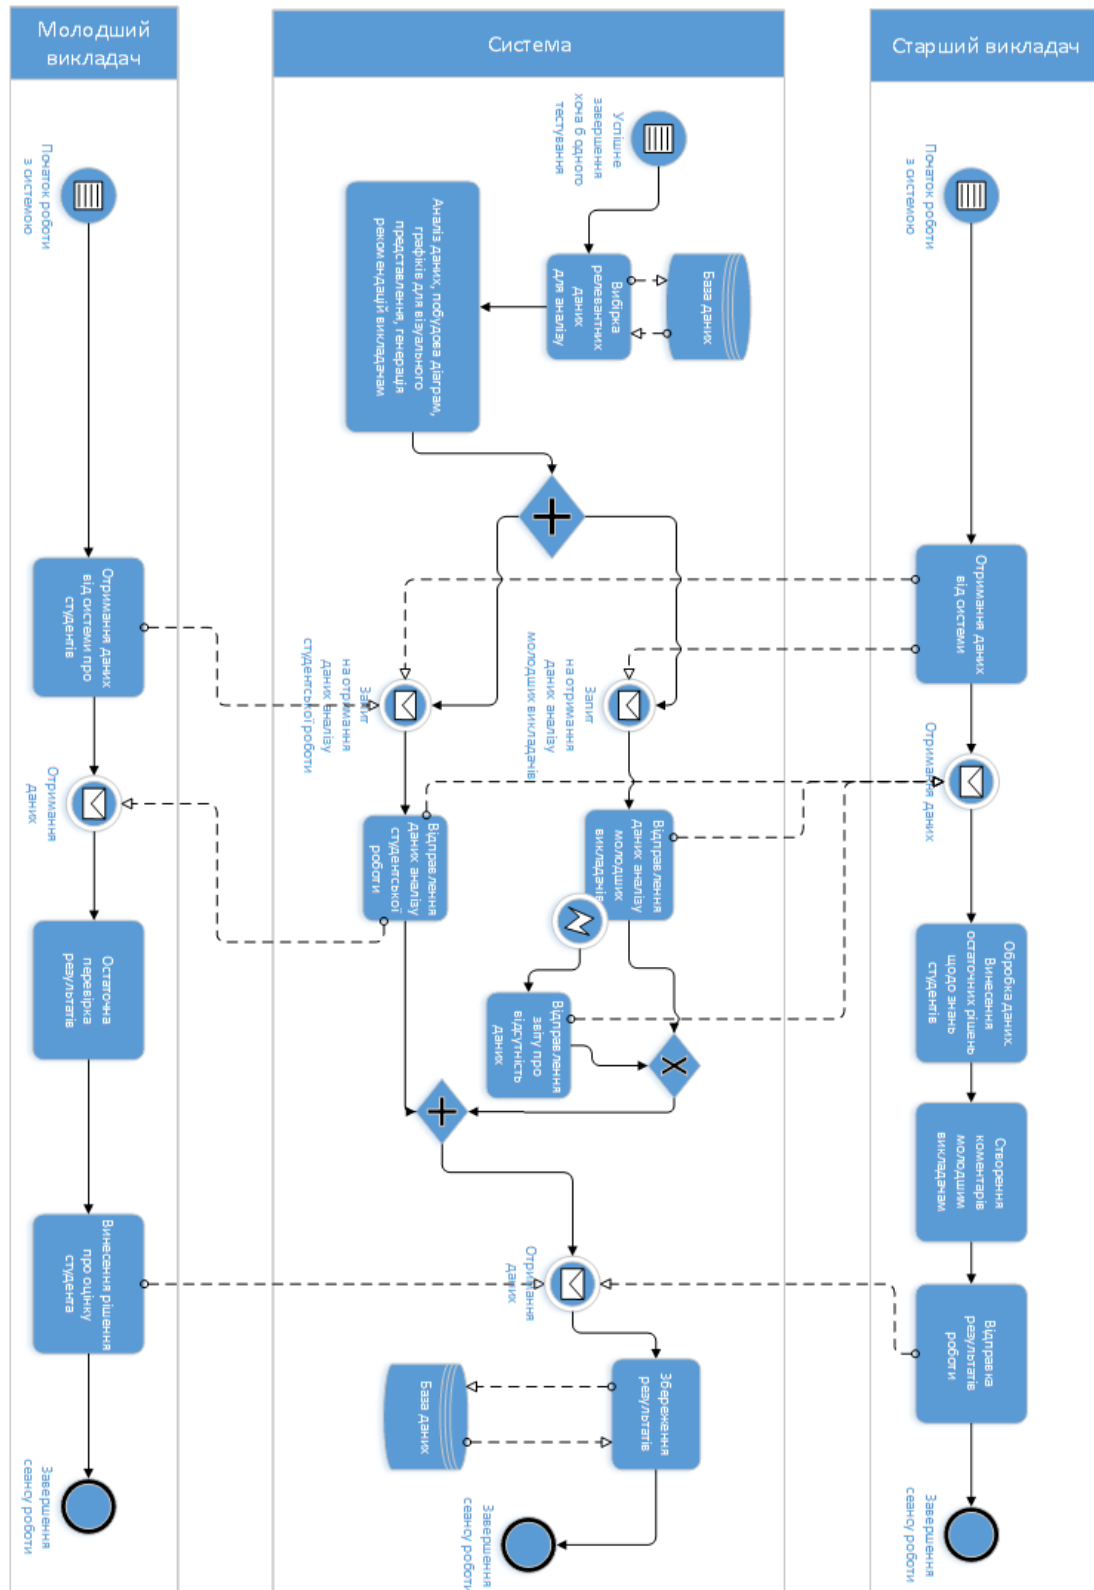 Молодший
викладач
Початок роботи
з системою
Отримання даних
від системи про
студентів
Отримання
даних
Остаточна
перевірка
результатів
Винесення рішення
про оцінку
студента
Завершення
сеансу роботи
Система
Успішне
завершення
хоча б одного
тестування
Вибірка
релевантних
даних
для аналізу
База даних
Аналіз даних, побудова діаграм,
графіків для візуального
представлення, генерація
рекомендацій викладачам
Запит
на отримання
даних аналізу
студентської роботи
Запит
на отримання
даних аналізу
молодших викладачів
Відправлення
даних аналізу
студентської
роботи
Відправлення
даних аналізу
молодших
викладачів
Відправлення
звіту про
відсутність
даних
Отримання
даних
Збереження
результатів
База даних
Завершення
сеансу роботи
Старший викладач
Початок роботи
з системою
Отримання даних
від системи
Отримання даних
Обробка даних.
Винесення
остаточних рішень
щодо знань
студентів
Створення
коментарів
молодшим
викладачам
Відправка
результатів
роботи
Завершення
сеансу роботи